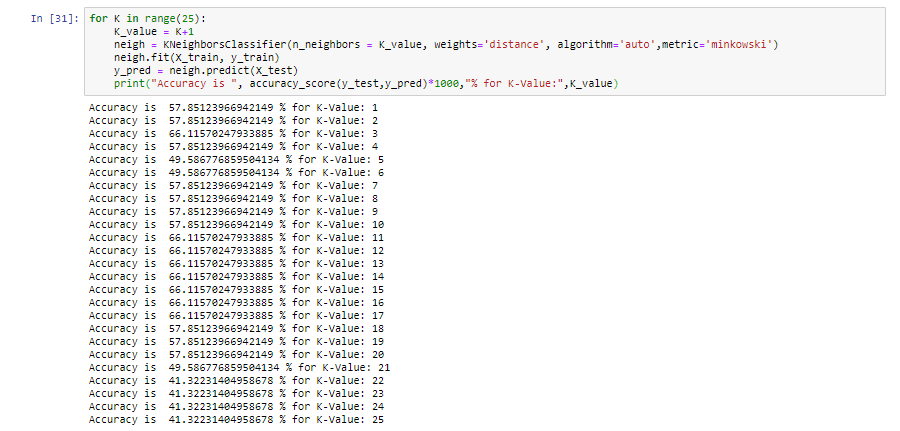 In [31]: for K in range(25):
K_value = K+1
neigh = KNeighborsClassifier(n_neighbors = K_value, weights='distance', algorithm='auto',metric='minkowski')
neigh.fit(X_train, y_train)
y_pred = neigh.predict(X_test)
print("Accuracy is ", accuracy_score(y_test,y_pred)*1000,"% for K-Value:",K_value)
Accuracy is  57.85123966942149 % for K-Value: 1
Accuracy is  57.85123966942149 % for K-Value: 2
Accuracy is  66.11570247933885 % for K-Value: 3
Accuracy is  57.85123966942149 % for K-Value: 4
Accuracy is  49.586776859504134 % for K-Value: 5
Accuracy is  49.586776859504134 % for K-Value: 6
Accuracy is  57.85123966942149 % for K-Value: 7
Accuracy is  57.85123966942149 % for K-Value: 8
Accuracy is  57.85123966942149 % for K-Value: 9
Accuracy is  57.85123966942149 % for K-Value: 10
Accuracy is  66.11570247933885 % for K-Value: 11
Accuracy is  66.11570247933885 % for K-Value: 12
Accuracy is  66.11570247933885 % for K-Value: 13
Accuracy is  66.11570247933885 % for K-Value: 14
Accuracy is  66.11570247933885 % for K-Value: 15
Accuracy is  66.11570247933885 % for K-Value: 16
Accuracy is  66.11570247933885 % for K-Value: 17
Accuracy is  57.85123966942149 % for K-Value: 18
Accuracy is  57.85123966942149 % for K-Value: 19
Accuracy is  57.85123966942149 % for K-Value: 20
Accuracy is  49.586776859504134 % for K-Value: 21
Accuracy is  41.32231404958678 % for K-Value: 22
Accuracy is  41.32231404958678 % for K-Value: 23
Accuracy is  41.32231404958678 % for K-Value: 24
Accuracy is  41.32231404958678 % for K-Value: 25